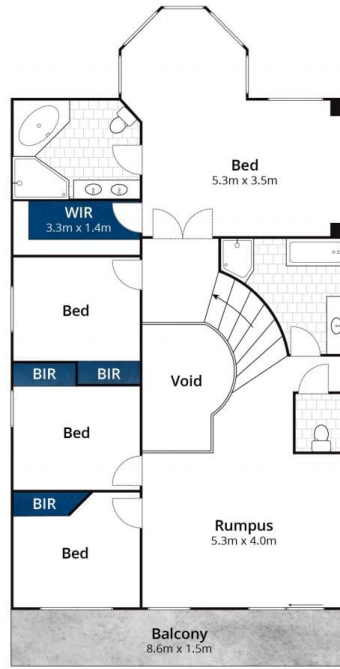 Bed
5.3m x 3.5m
WIR
3.3m x 1.4m
Bed
BIR
BIR
Void
Bed
BIR
Bed
Rumpus
5.3m x 4.0m
Balcony
8.6m x 1.5m